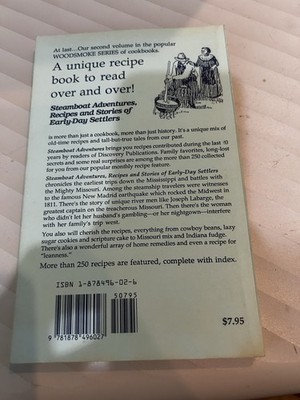 At last...Our second volume in the popular
WOODSMOKE SERIES of cookbooks.
A unique recipe
book to read
over and over!
Steamboat Adventures,
Recipes and Stories of
Early-Day Settlers
is more than just a cookbook, more than just history. It's a unique mix of
old-time recipes and tall-but-true tales from our past.
Steamboat Adventures brings you recipes contributed during the last 10
years by readers of Discovery Publications. Family favorites, long-lost
secrets and some real surprises are among the more than 250 collected
for you from our popular monthly recipe feature.
Steamboat Adventures, Recipes and Stories of Early-Day Settlers
chronicles the earliest trips down the Mississippi and battles with
the Mighty Missouri. Among the steamship travelers were witnesses
to the famous New Madrid earthquake which rocked the Midwest in
1811. There's the story of unique river men like Joseph Labarge, the
greatest captain on the treacherous Missouri. Then there's the woman
who didn't let her husband's gambling—or her nightgown—interfere
with her family's trip west.
You also will cherish the recipes, everything from cowboy beans, lazy
sugar cookies and scripture cake to Missouri mix and Indiana fudge.
There's also a wonderful array of home remedies and even a recipe for
"leanness."
More than 250 recipes are featured, complete with index.
ISBN 1-878496-02-6
50795
9 781878 496027
$7.95